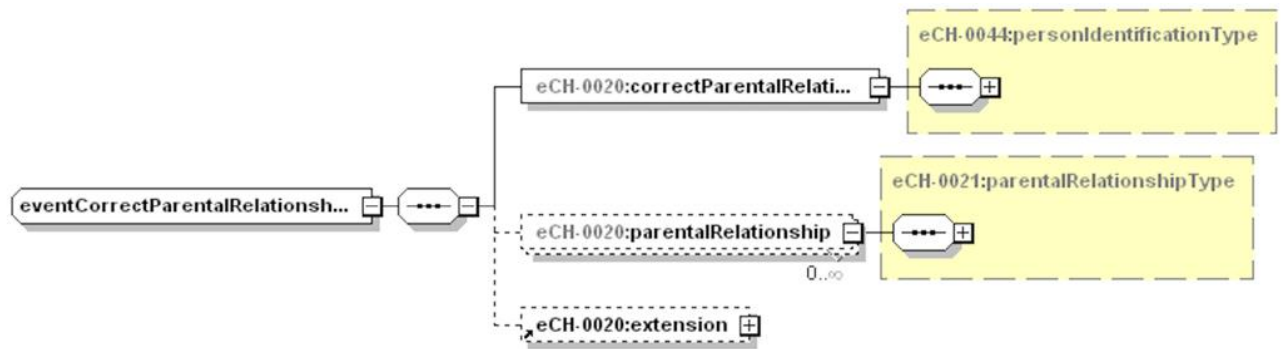 eCH-0044:personIdentificationType
eCH-0020:correctParentalRelati...
eCH-0021:parentalRelationshipType
eventCorrectParentalRelationsh...
eCH-0020:parentalRelationship
0..∞
eCH-0020:extension